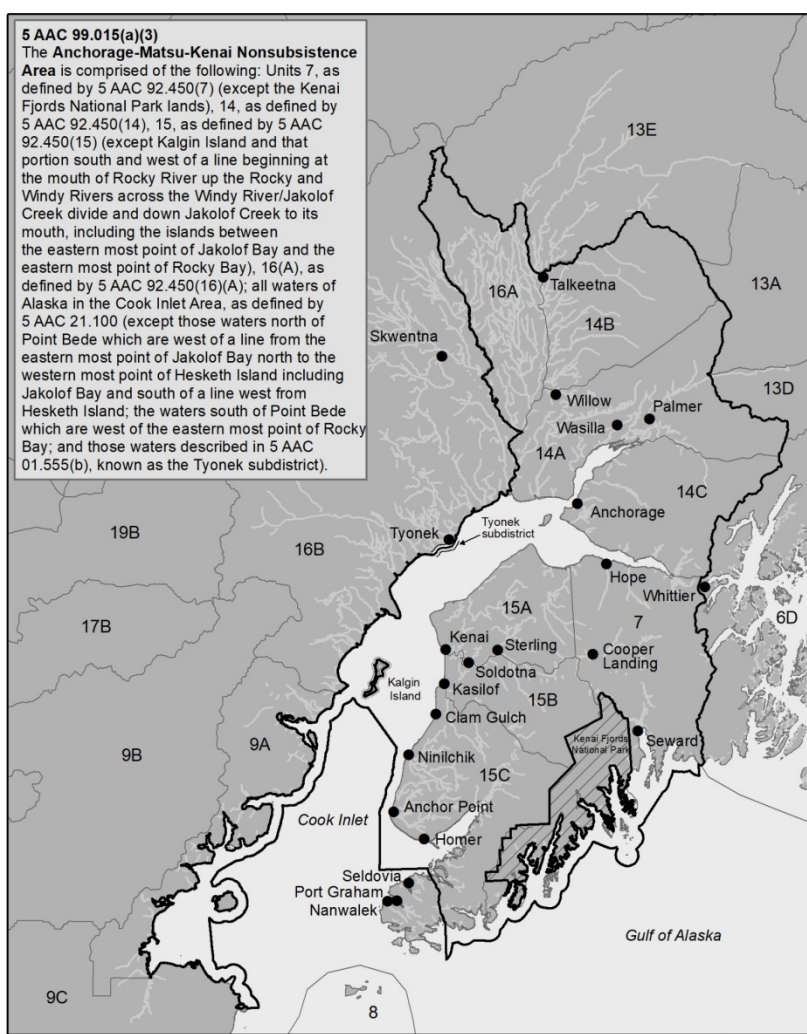 5 AAC 99.015(a)(3)
The Anchorage-Matsu-Kenai Nonsubsistence
Area is comprised of the following: Units 7, as
defined by 5 AAC 92.450(7) (except the Kenai
Fjords National Park lands), 14, as defined by
5 AAC 92.450(14), 15, as defined by 5 AAC
92.450(15) (except Kalgin Island and that
portion south and west of a line beginning at
the mouth of Rocky River up the Rocky and
Windy Rivers across the Windy River/Jakolof
Creek divide and down Jakolof Creek to its
mouth, including the islands between
the eastern most point of Jakolof Bay and the
eastern most point of Rocky Bay), 16(A), as
defined by 5 AAC 92.450(16)(A); all waters of
Alaska in the Cook Inlet Area, as defined by
5 AAC 21.100 (except those waters north of
Point Bede which are west of a line from the
eastern most point of Jakolof Bay north to the
western most point of Hesketh Island including
Jakolof Bay and south of a line west from
Hesketh Island; the waters south of Point Bede
which are west of the eastern most point of Rocky
Bay; and those waters described in 5 AAC
01.555(b), known as the Tyonek subdistrict).
13E
16A
Talkeetna
13A
14B
Skwentna
13D
Willow
Palmer
Wasilla
14A
14C
Anchorage
19B
Tyonek
Tyonek
subdistrict
16B
Hope
Whittier
15A
6D
17B
7
Kenai
Sterling
Cooper
Landing
Soldotna
Kalgin
Island
Kasilof
15B
Clam Gulch
9A
Seward
Kenai Fjords
National Park
9B
Ninilchik
15C
Anchor Point
Cook Inlet
Homer
Seldovia
Port Graham
Nanwalek
Gulf of Alaska
9C
8